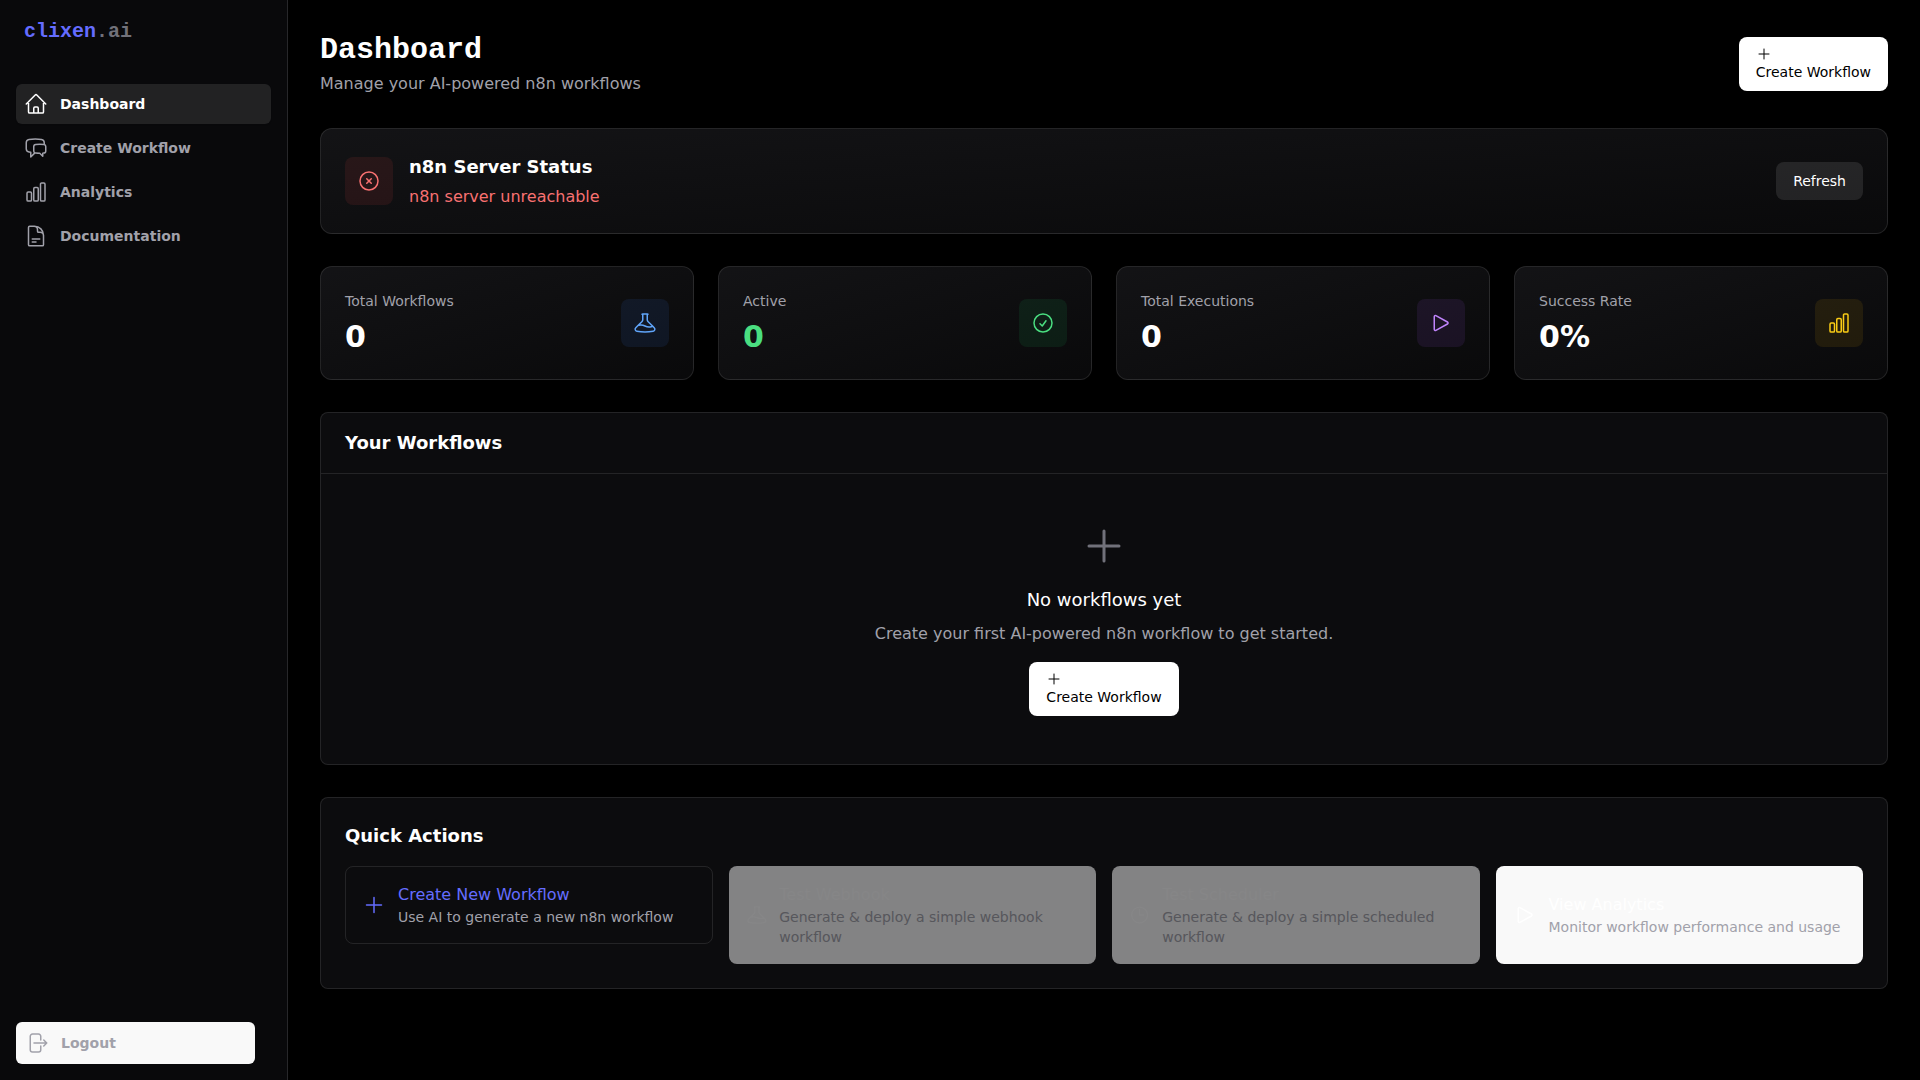 clixen.ai
Dashboard
Create Workflow
Analytics
Documentation
Logout
Dashboard
Manage your AI-powered n8n workflows
Create Workflow
n8n Server Status
n8n server unreachable
Refresh
Total Workflows
0
Active
0
Total Executions
0
Success Rate
0%
Your Workflows
No workflows yet
Create your first AI-powered n8n workflow to get started.
Create Workflow
Quick Actions
Create New Workflow
Use AI to generate a new n8n workflow
Generate & deploy a simple webhook
workflow
Generate & deploy a simple scheduled
workflow
View Analytics
Monitor workflow performance and usage